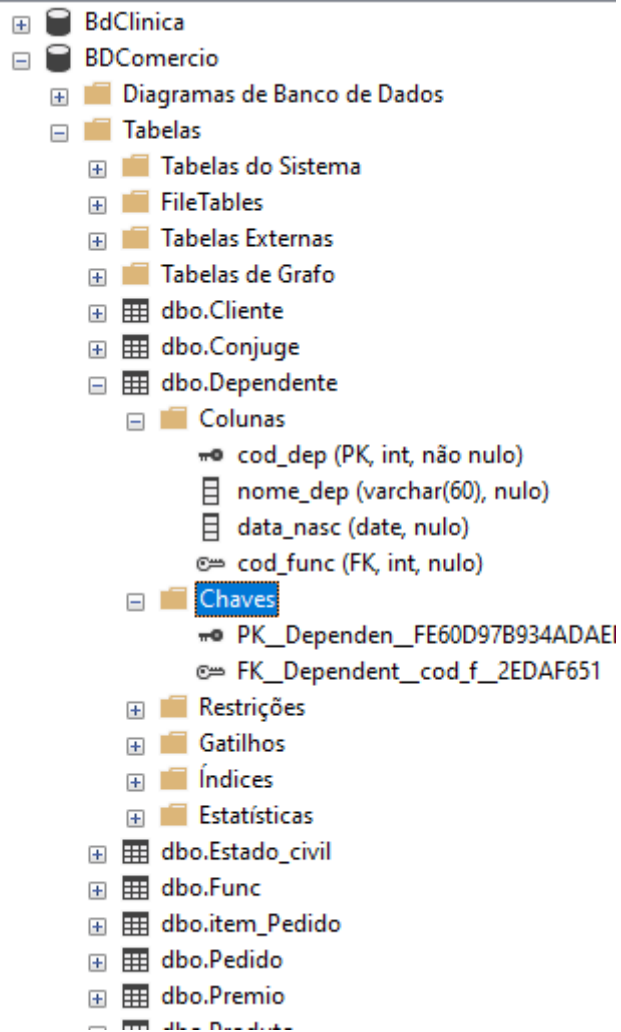 BdClinica
BDComercio
Diagramas de Banco de Dados
Tabelas
Tabelas do Sistema
FileTables
Tabelas Externas
Tabelas de Grafo
dbo.Cliente
dbo.Conjuge
dbo.Dependente
Colunas
cod_dep (PK, int, não nulo)
nome_dep (varchar(60), nulo)
data_nasc (date, nulo)
cod_func (FK, int, nulo)
Chaves
PK__Dependen__FE60D97B934ADAE
FK__Dependent__cod_f__2EDAF651
Restrições
Gatilhos
Índices
Estatísticas
dbo.Estado_civil
dbo.Func
dbo.item_Pedido
dbo.Pedido
dbo.Premio